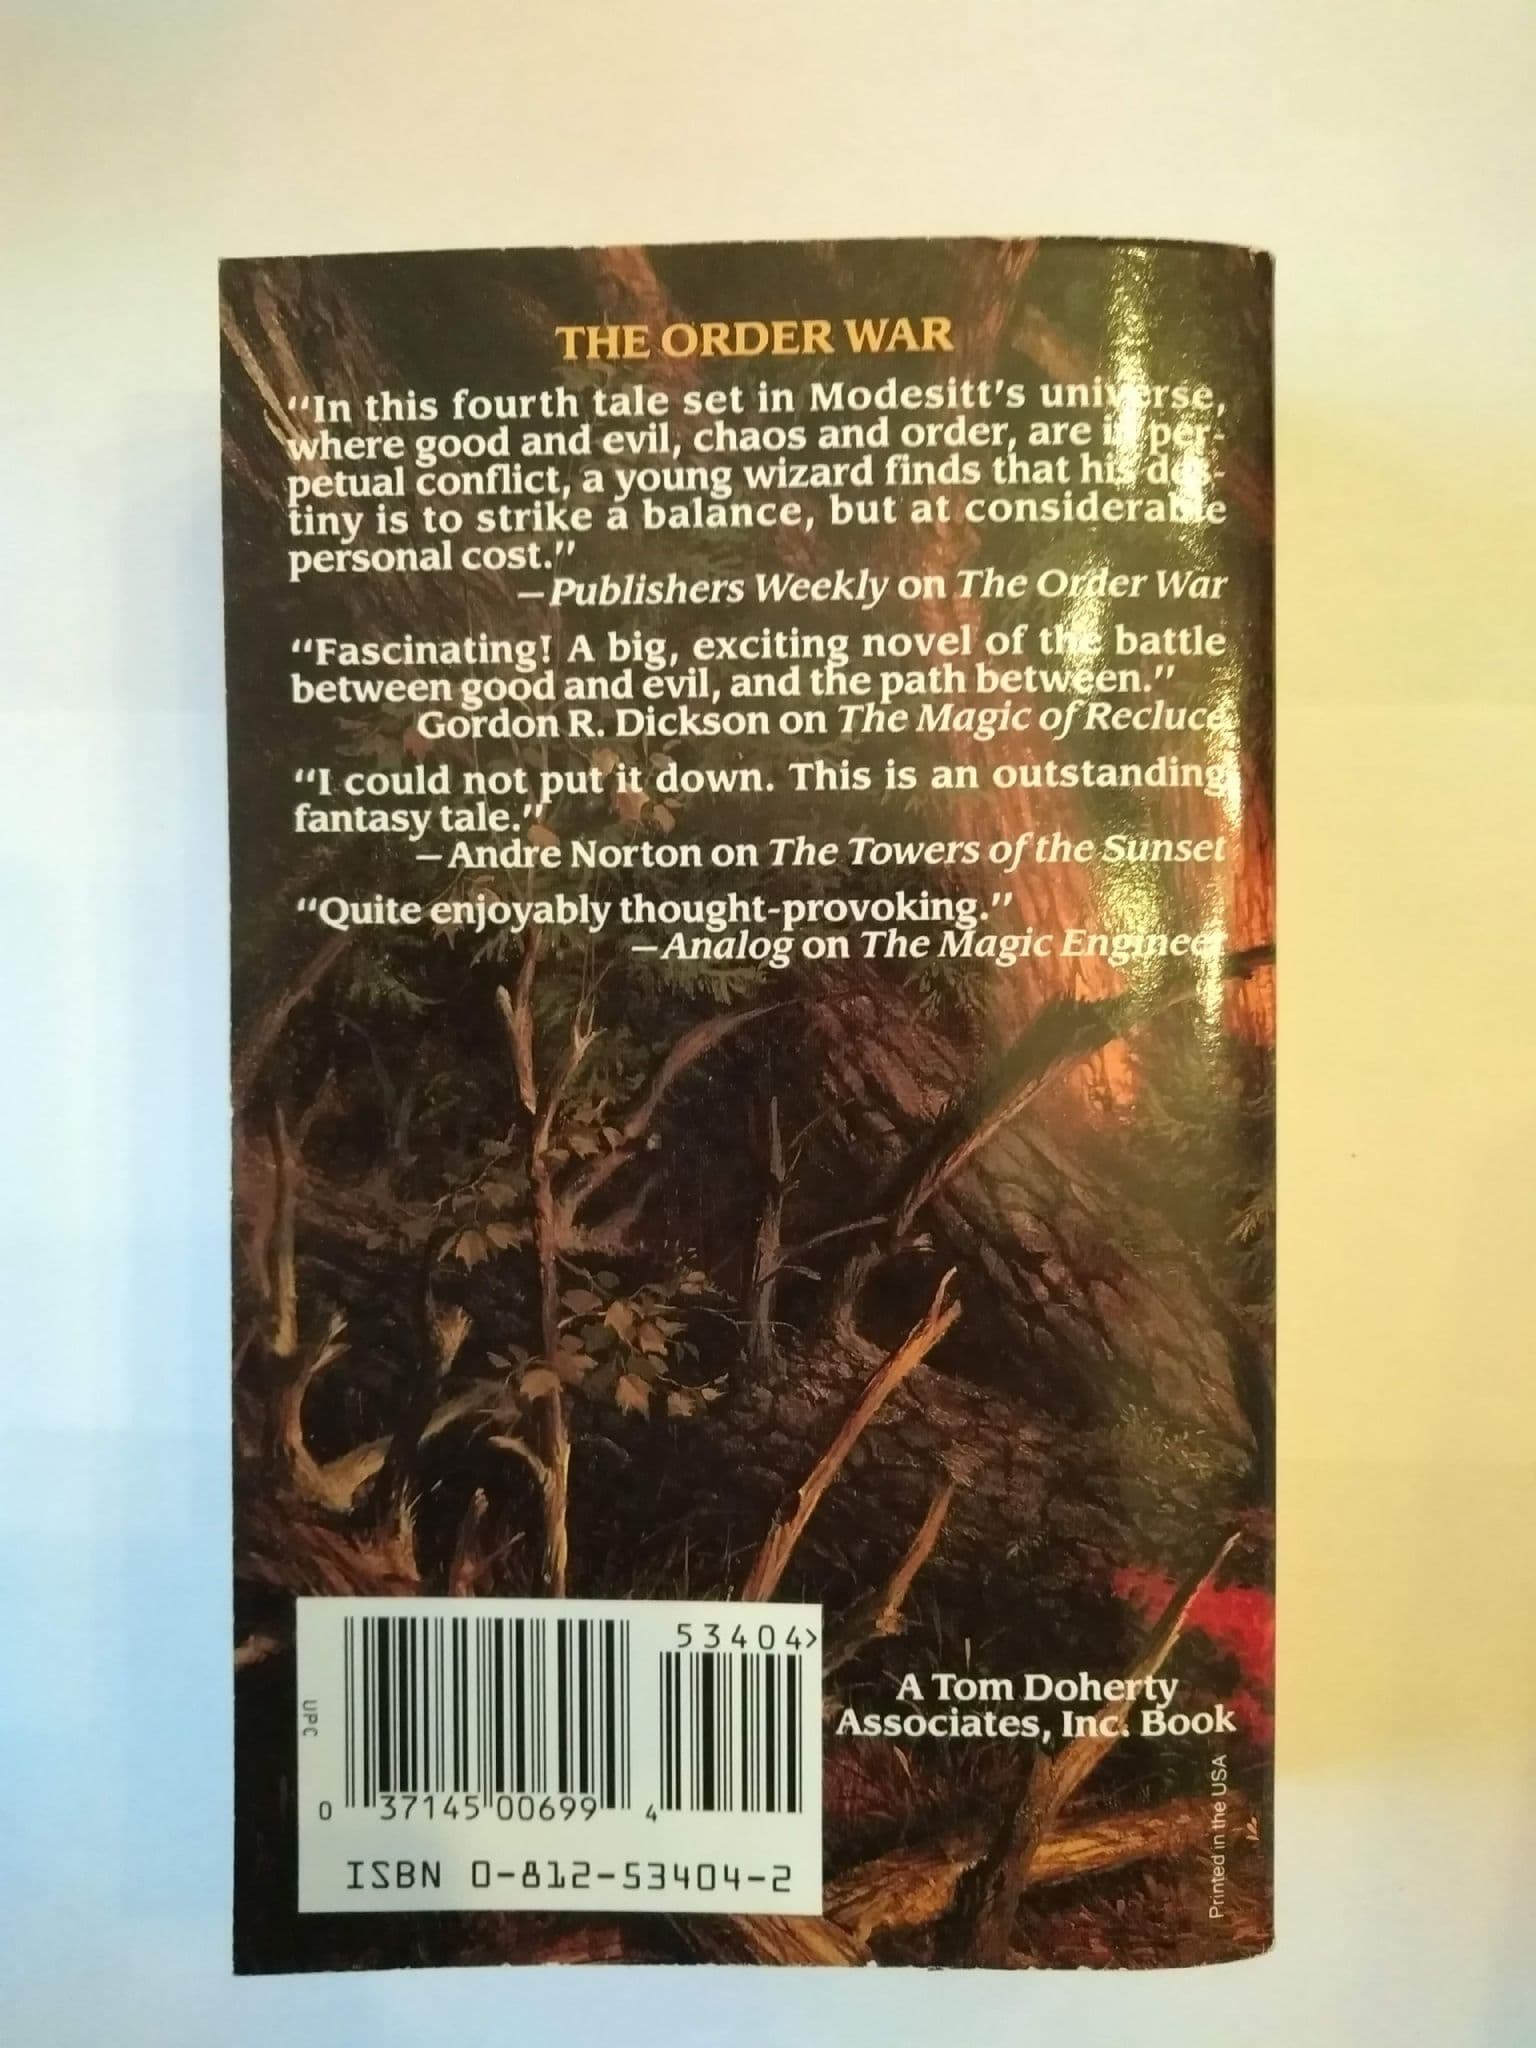 THE ORDER WAR
"In this fourth tale set in Modesitt's universe,
where good and evil, chaos and order, are in per-
petual conflict, a young wizard finds that his des-
tiny is to strike a balance, but at considerable
personal cost."
—Publishers Weekly on The Order War
"Fascinating! A big, exciting novel of the battle
between good and evil, and the path between."
Gordon R. Dickson on The Magic of Recluce
"I could not put it down. This is an outstanding
fantasy tale."
—Andre Norton on The Towers of the Sunset
"Quite enjoyably thought-provoking."
—Analog on The Magic Engineer
53404>
UPC
0 37145 00699 4
ISBN 0-812-53404-2
A Tom Doherty
Associates, Inc. Book
Printed in the USA